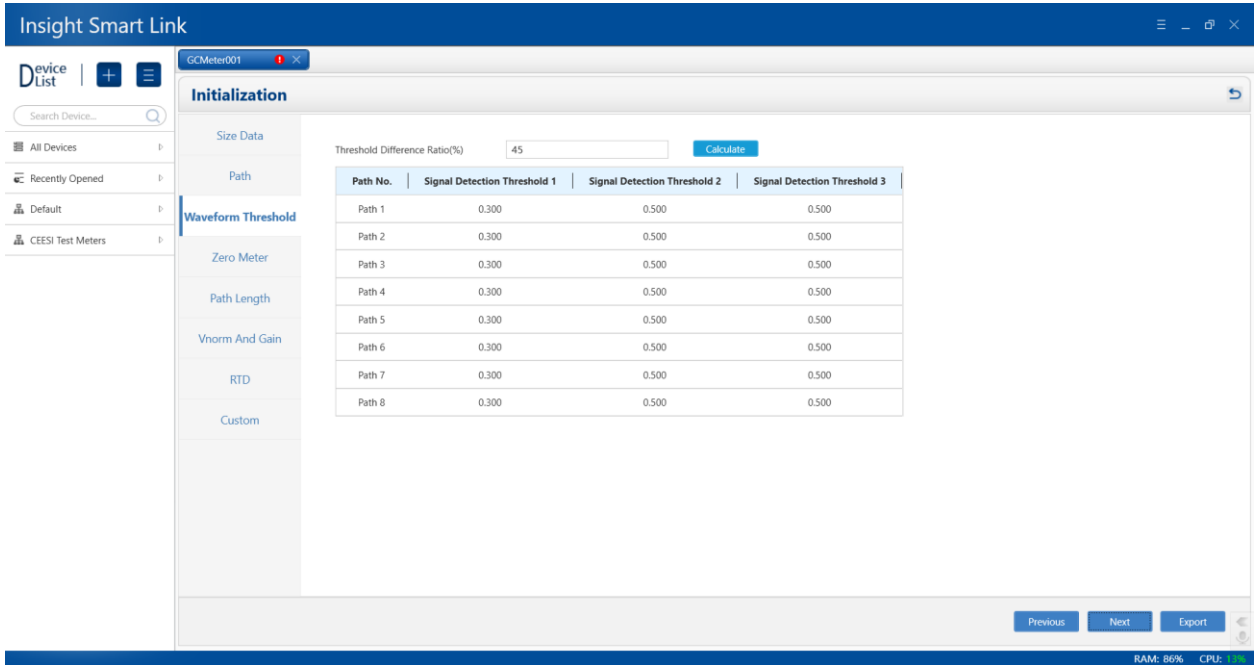 Insight Smart Link
Device List
Search Device...
All Devices
Recently Opened
Default
CEESI Test Meters
GCMeter001
Initialization
Size Data
Path
Waveform Threshold
Zero Meter
Path Length
Vnorm And Gain
RTD
Custom
Threshold Difference Ratio(%) 45 Calculate
Path No. Signal Detection Threshold 1 Signal Detection Threshold 2 Signal Detection Threshold 3
Path 1 0.300 0.500 0.500
Path 2 0.300 0.500 0.500
Path 3 0.300 0.500 0.500
Path 4 0.300 0.500 0.500
Path 5 0.300 0.500 0.500
Path 6 0.300 0.500 0.500
Path 7 0.300 0.500 0.500
Path 8 0.300 0.500 0.500
Previous Next Export
RAM: 86% CPU: 13%